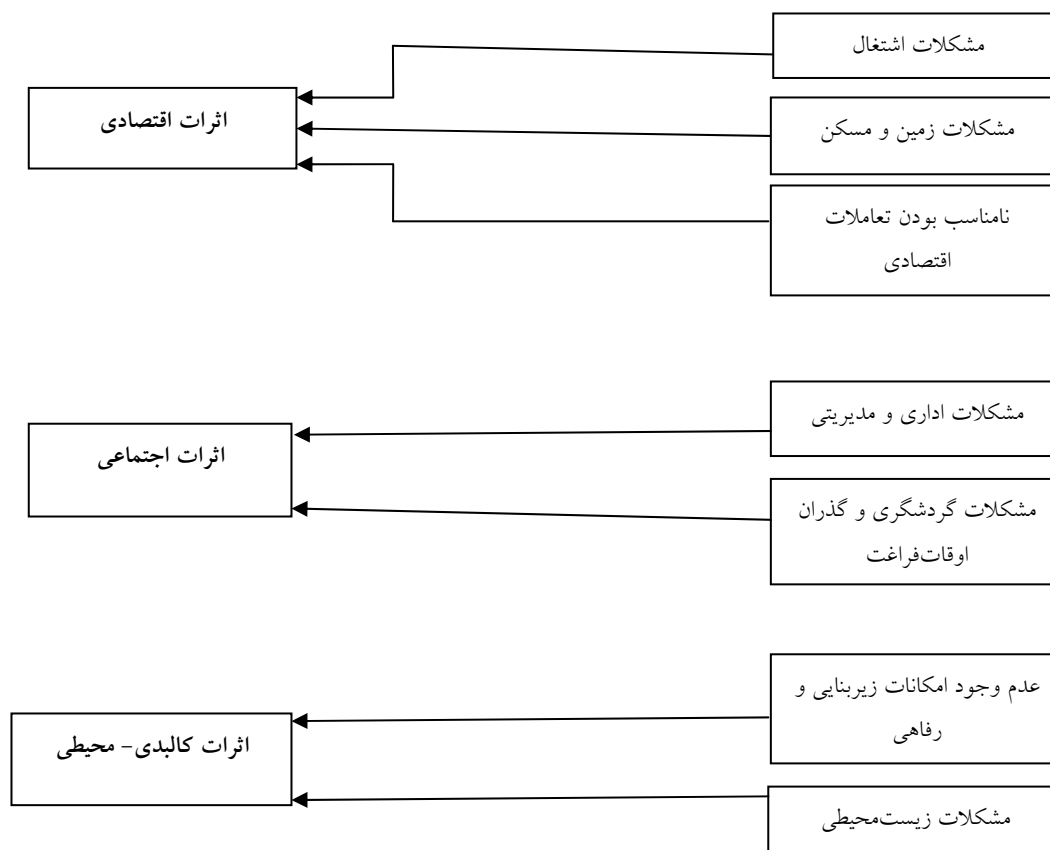 مشکلات اشتغال
اثرات اقتصادی
مشکلات زمین و مسکن
نامناسب بودن تعاملات
اقتصادی
مشکلات اداری و مدیریتی
اثرات اجتماعی
مشکلات گردشگری و گذران
اوقات‌فراغت
عدم وجود امکانات زیربنایی و
رفاهی
اثرات کالبدی- محیطی
مشکلات زیست‌محیطی